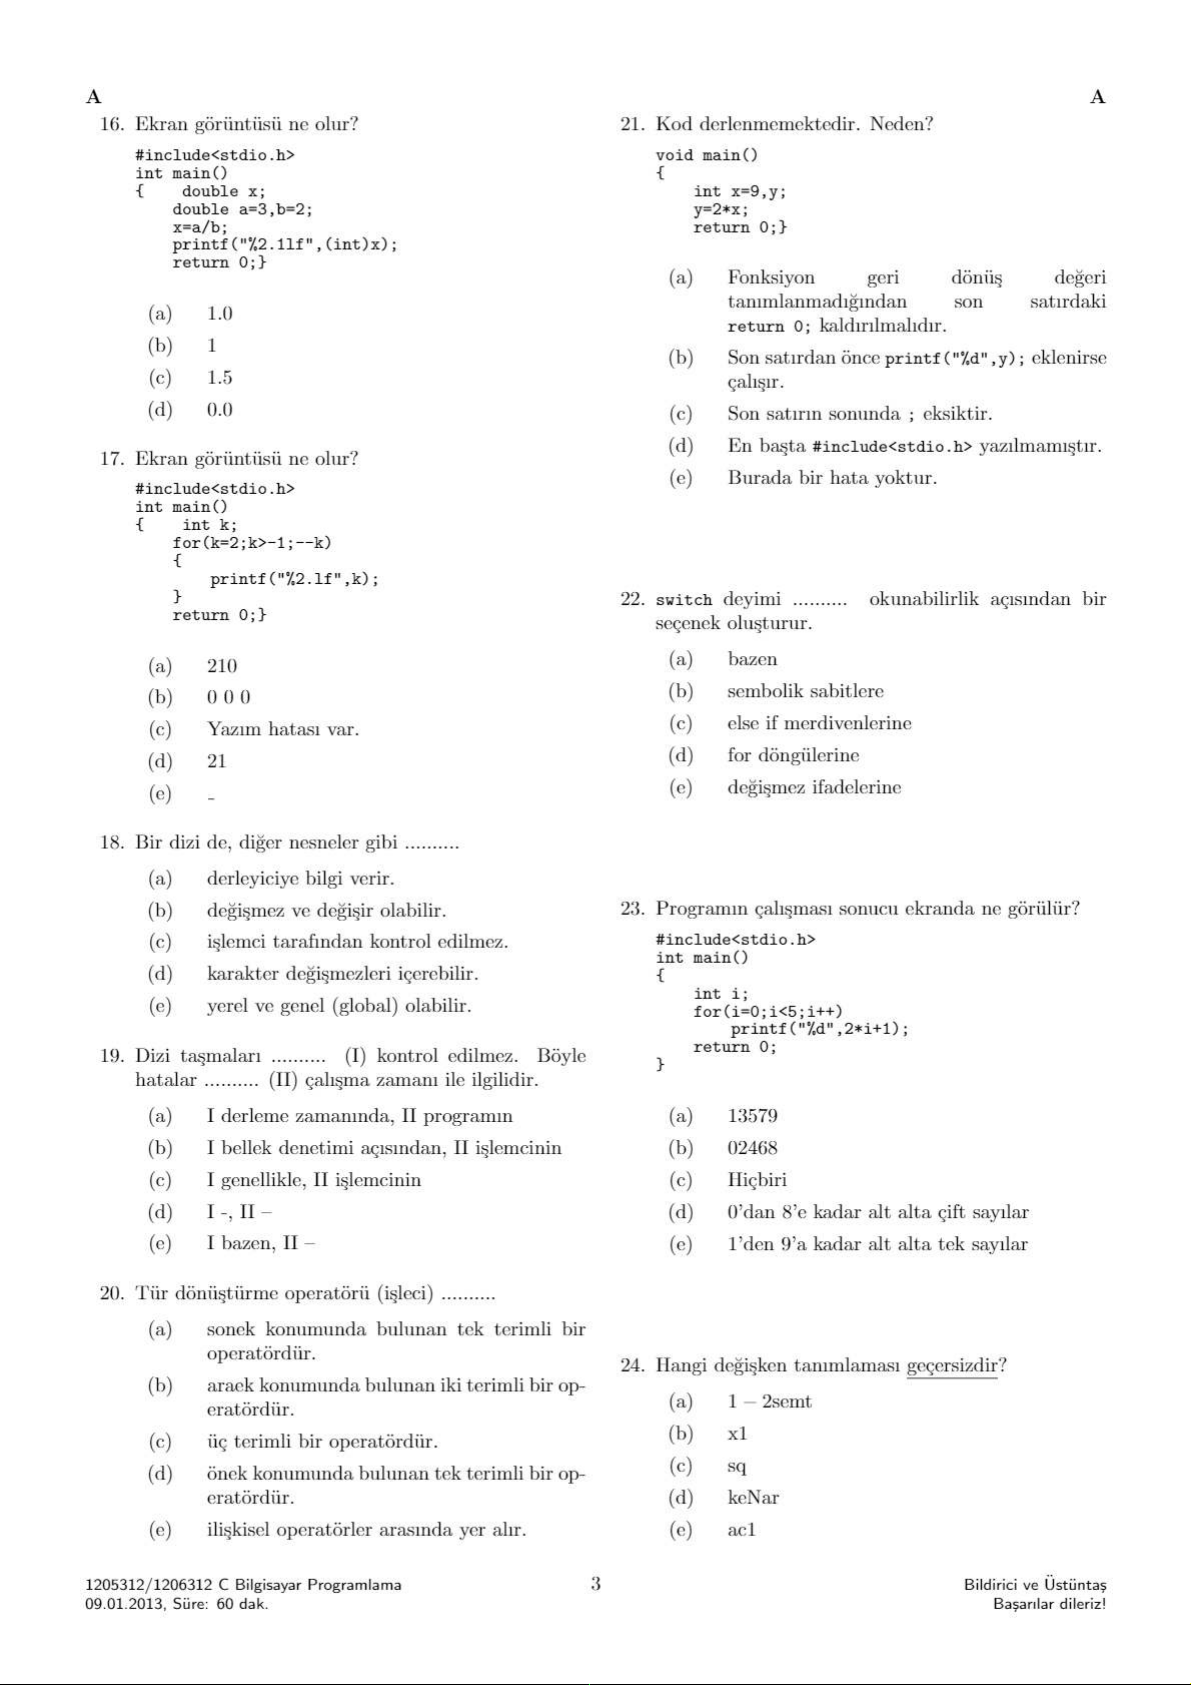 A
A
16. Ekran görüntüsü ne olur?
#include<stdio.h>
int main()
{    double x;
    double a=3,b=2;
    x=a/b;
    printf("%2.1lf",(int)x);
    return 0;}
(a) 1.0
(b) 1
(c) 1.5
(d) 0.0
17. Ekran görüntüsü ne olur?
#include<stdio.h>
int main()
{    int k;
    for(k=2;k>-1;--k)
    {
        printf("%2.lf",k);
    }
    return 0;}
(a) 210
(b) 0 0 0
(c) Yazım hatası var.
(d) 21
(e) -
18. Bir dizi de, diğer nesneler gibi ..........
(a) derleyiciye bilgi verir.
(b) değişmez ve değişir olabilir.
(c) işlemci tarafından kontrol edilmez.
(d) karakter değişmezleri içerebilir.
(e) yerel ve genel (global) olabilir.
19. Dizi taşmaları .......... (I) kontrol edilmez. Böyle
hatalar .......... (II) çalışma zamanı ile ilgilidir.
(a) I derleme zamanında, II programın
(b) I bellek denetimi açısından, II işlemcinin
(c) I genellikle, II işlemcinin
(d) I -, II –
(e) I bazen, II –
20. Tür dönüştürme operatörü (işleci) ..........
(a) sonek konumunda bulunan tek terimli bir
operatördür.
(b) araek konumunda bulunan iki terimli bir op-
eratördür.
(c) üç terimli bir operatördür.
(d) önek konumunda bulunan tek terimli bir op-
eratördür.
(e) ilişkisel operatörler arasında yer alır.
21. Kod derlenmemektedir. Neden?
void main()
{
    int x=9,y;
    y=2*x;
    return 0;}
(a) Fonksiyon geri dönüş değeri
tanımlanmadığından son satırdaki
return 0; kaldırılmalıdır.
(b) Son satırdan önce printf("%d",y); eklenirse
çalışır.
(c) Son satırın sonunda ; eksiktir.
(d) En başta #include<stdio.h> yazılmamıştır.
(e) Burada bir hata yoktur.
22. switch deyimi .......... okunabilirlik açısından bir
seçenek oluşturur.
(a) bazen
(b) sembolik sabitlere
(c) else if merdivenlerine
(d) for döngülerine
(e) değişmez ifadelerine
23. Programın çalışması sonucu ekranda ne görülür?
#include<stdio.h>
int main()
{
    int i;
    for(i=0;i<5;i++)
        printf("%d",2*i+1);
    return 0;
}
(a) 13579
(b) 02468
(c) Hiçbiri
(d) 0'dan 8'e kadar alt alta çift sayılar
(e) 1'den 9'a kadar alt alta tek sayılar
24. Hangi değişken tanımlaması geçersizdir?
(a) 1 – 2semt
(b) x1
(c) sq
(d) keNar
(e) ac1
1205312/1206312 C Bilgisayar Programlama
09.01.2013, Süre: 60 dak.
3
Bildirici ve Üstüntaş
Başarılar dileriz!